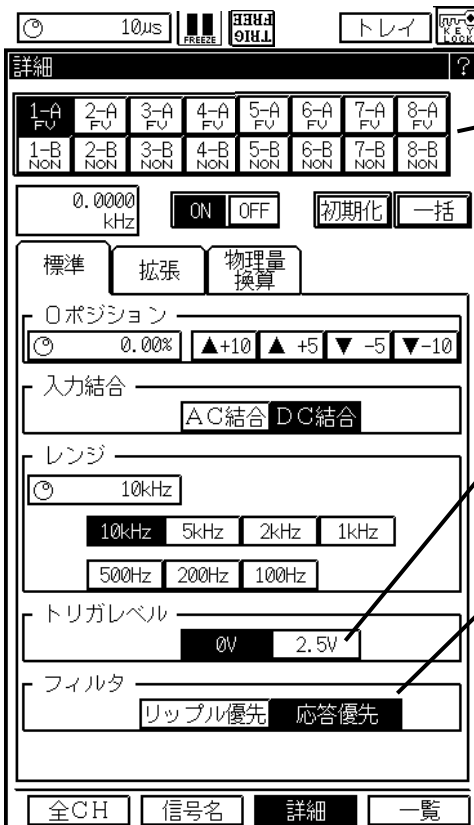 10μs FREEZE TRIG FREE トレイ KEY LOCK
詳細 ?
1-A 2-A 3-A 4-A 5-A 6-A 7-A 8-A
FV FV FV FV FV FV FV FV
1-B 2-B 3-B 4-B 5-B 6-B 7-B 8-B
NON NON NON NON NON NON NON NON
0.0000 kHz ON OFF 初期化 一括
標準 拡張 物理量換算
0ポジション
0.00% ▲+10 ▲ +5 ▼ -5 ▼-10
入力結合
AC結合 DC結合
レンジ
10kHz
10kHz 5kHz 2kHz 1kHz
500Hz 200Hz 100Hz
トリガレベル
0V 2.5V
フィルタ
リップル優先 応答優先
全CH 信号名 詳細 一覧